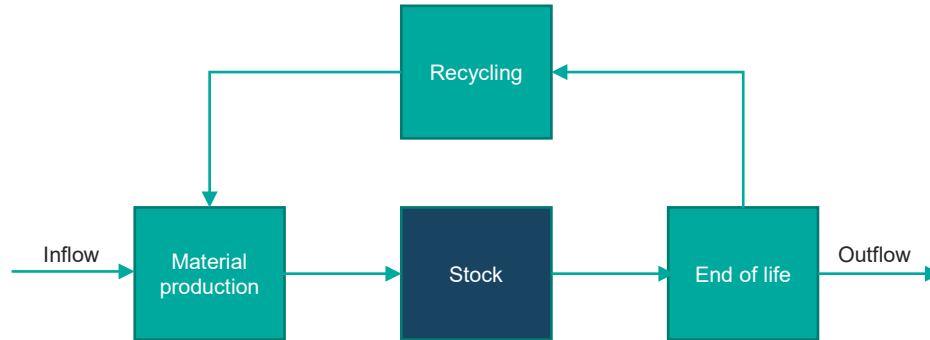 Recycling
Inflow
Material
production
Stock
End of life
Outflow